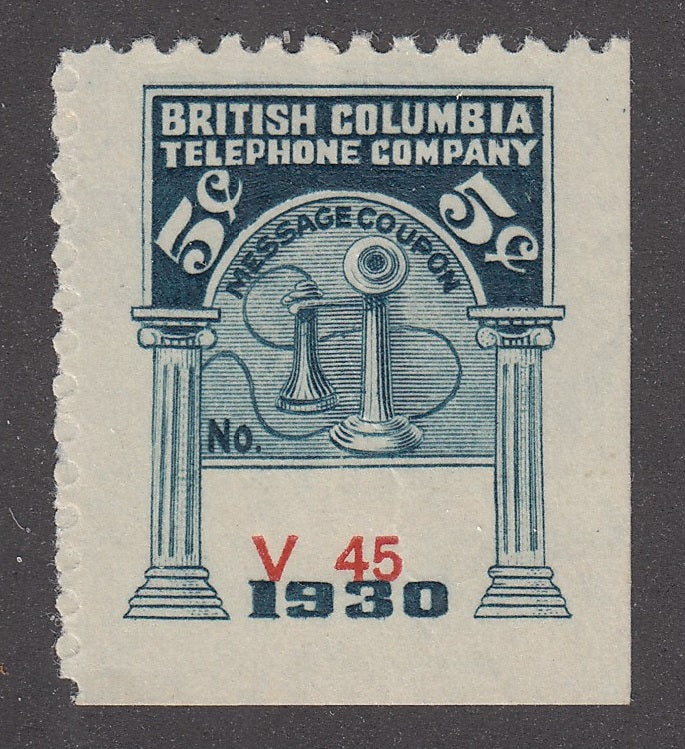 BRITISH COLUMBIA
TELEPHONE COMPANY
5¢ 5¢
MESSAGE COUPON
No.
V 45
1930